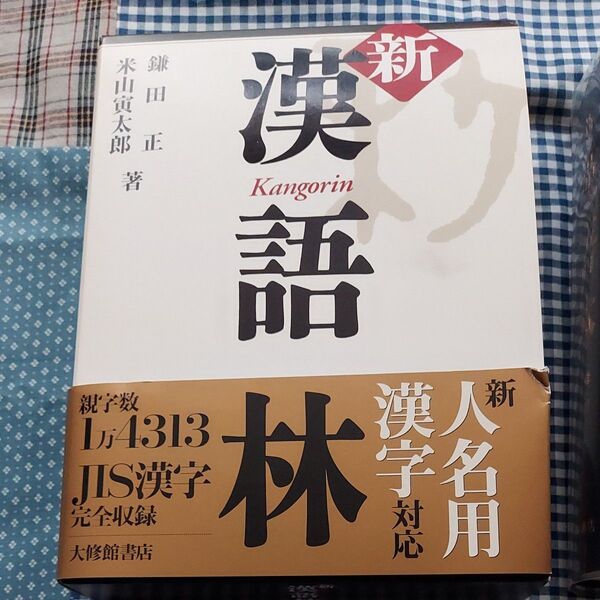 新
漢語林
Kangorin
鎌田正
米山寅太郎 著
新
人名用
漢字対応
親字数
1万4313
JIS漢字
完全収録
大修館書店